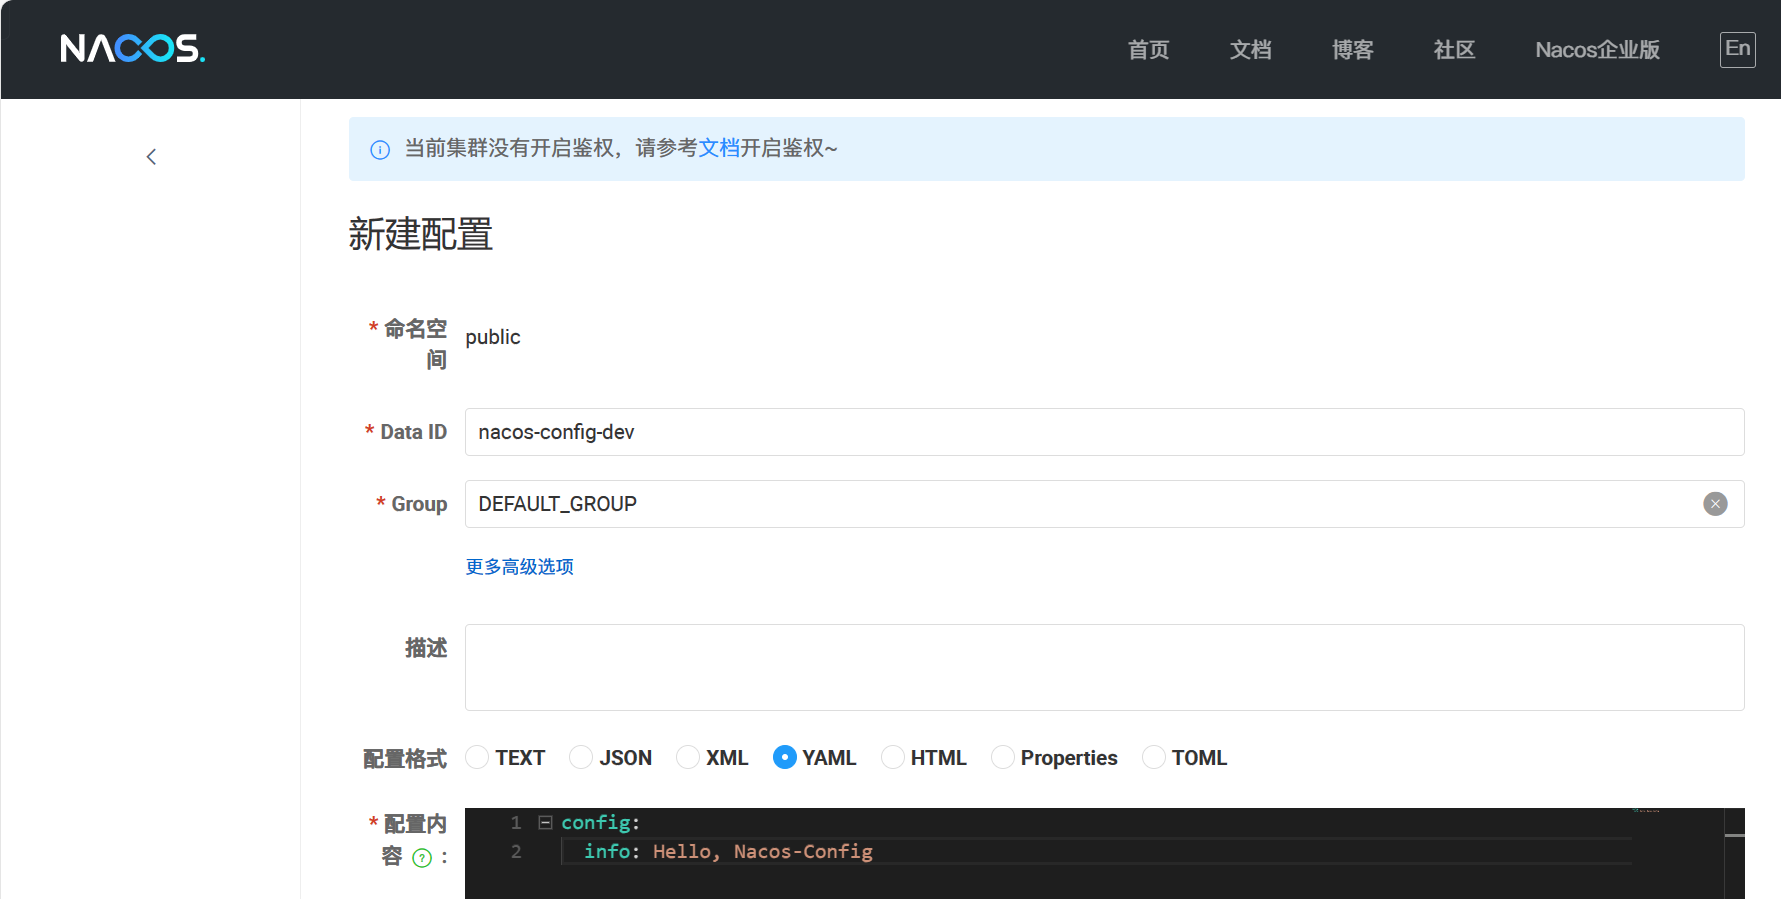 NACOS.
首页 文档 博客 社区 Nacos企业版 En
当前集群没有开启鉴权，请参考文档开启鉴权~
新建配置
* 命名空间 public
* Data ID nacos-config-dev
* Group DEFAULT_GROUP
更多高级选项
描述
配置格式 TEXT JSON XML YAML HTML Properties TOML
* 配置内容 ? :
1 config:
2 info: Hello, Nacos-Config